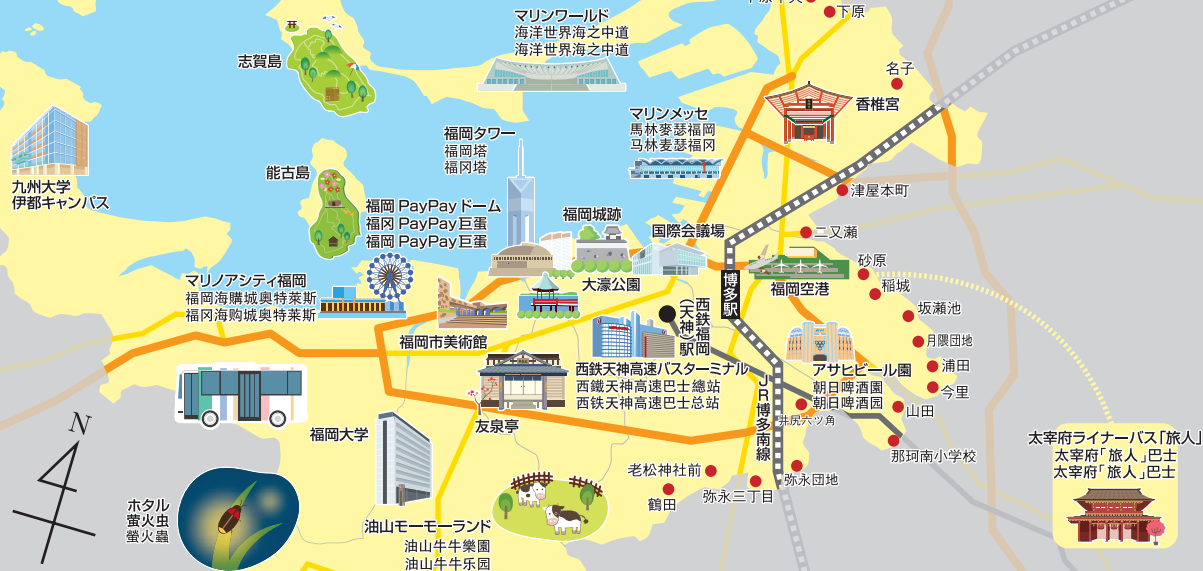 下原
マリンワールド
海洋世界海之中道
海洋世界海之中道
志賀島
名子
香椎宮
マリンメッセ
馬林麥瑟福岡
马林麦瑟福冈
福岡タワー
福岡塔
福冈塔
能古島
九州大学
伊都キャンパス
津屋本町
福岡 PayPayドーム
福冈 PayPay巨蛋
福岡 PayPay巨蛋
福岡城跡
国際会議場
二又瀬
砂原
稲城
福岡空港
博多駅
大濠公園
マリノアシティ福岡
福岡海購城奥特萊斯
福冈海购城奥特莱斯
西鉄福岡
(天神)駅
坂瀬池
月隈団地
福岡市美術館
西鉄天神高速バスターミナル
西鐵天神高速巴士總站
西铁天神高速巴士总站
アサヒビール園
朝日啤酒園
朝日啤酒园
浦田
今里
山田
井尻六ツ角
JR博多南線
友泉亭
福岡大学
那珂南小学校
太宰府ライナーバス「旅人」
太宰府「旅人」巴士
太宰府「旅人」巴士
老松神社前
鶴田
弥永三丁目
弥永団地
N
ホタル
萤火虫
螢火蟲
油山モーモーランド
油山牛牛樂園
油山牛牛乐园